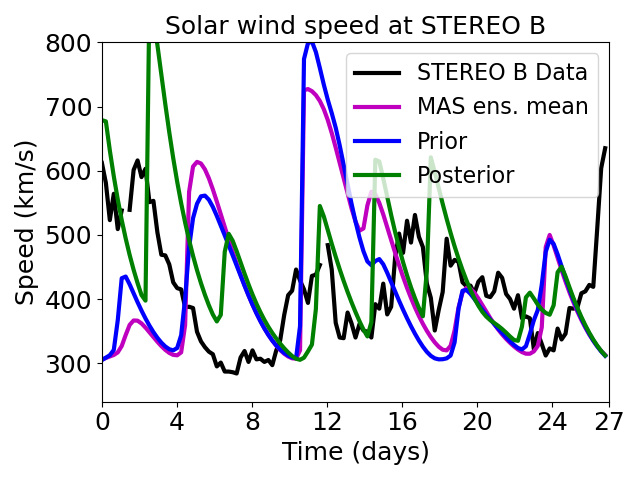 Solar wind speed at STEREO B
800
700
600
500
400
300
Speed (km/s)
STEREO B Data
MAS ens. mean
Prior
Posterior
0 4 8 12 16 20 24 27
Time (days)